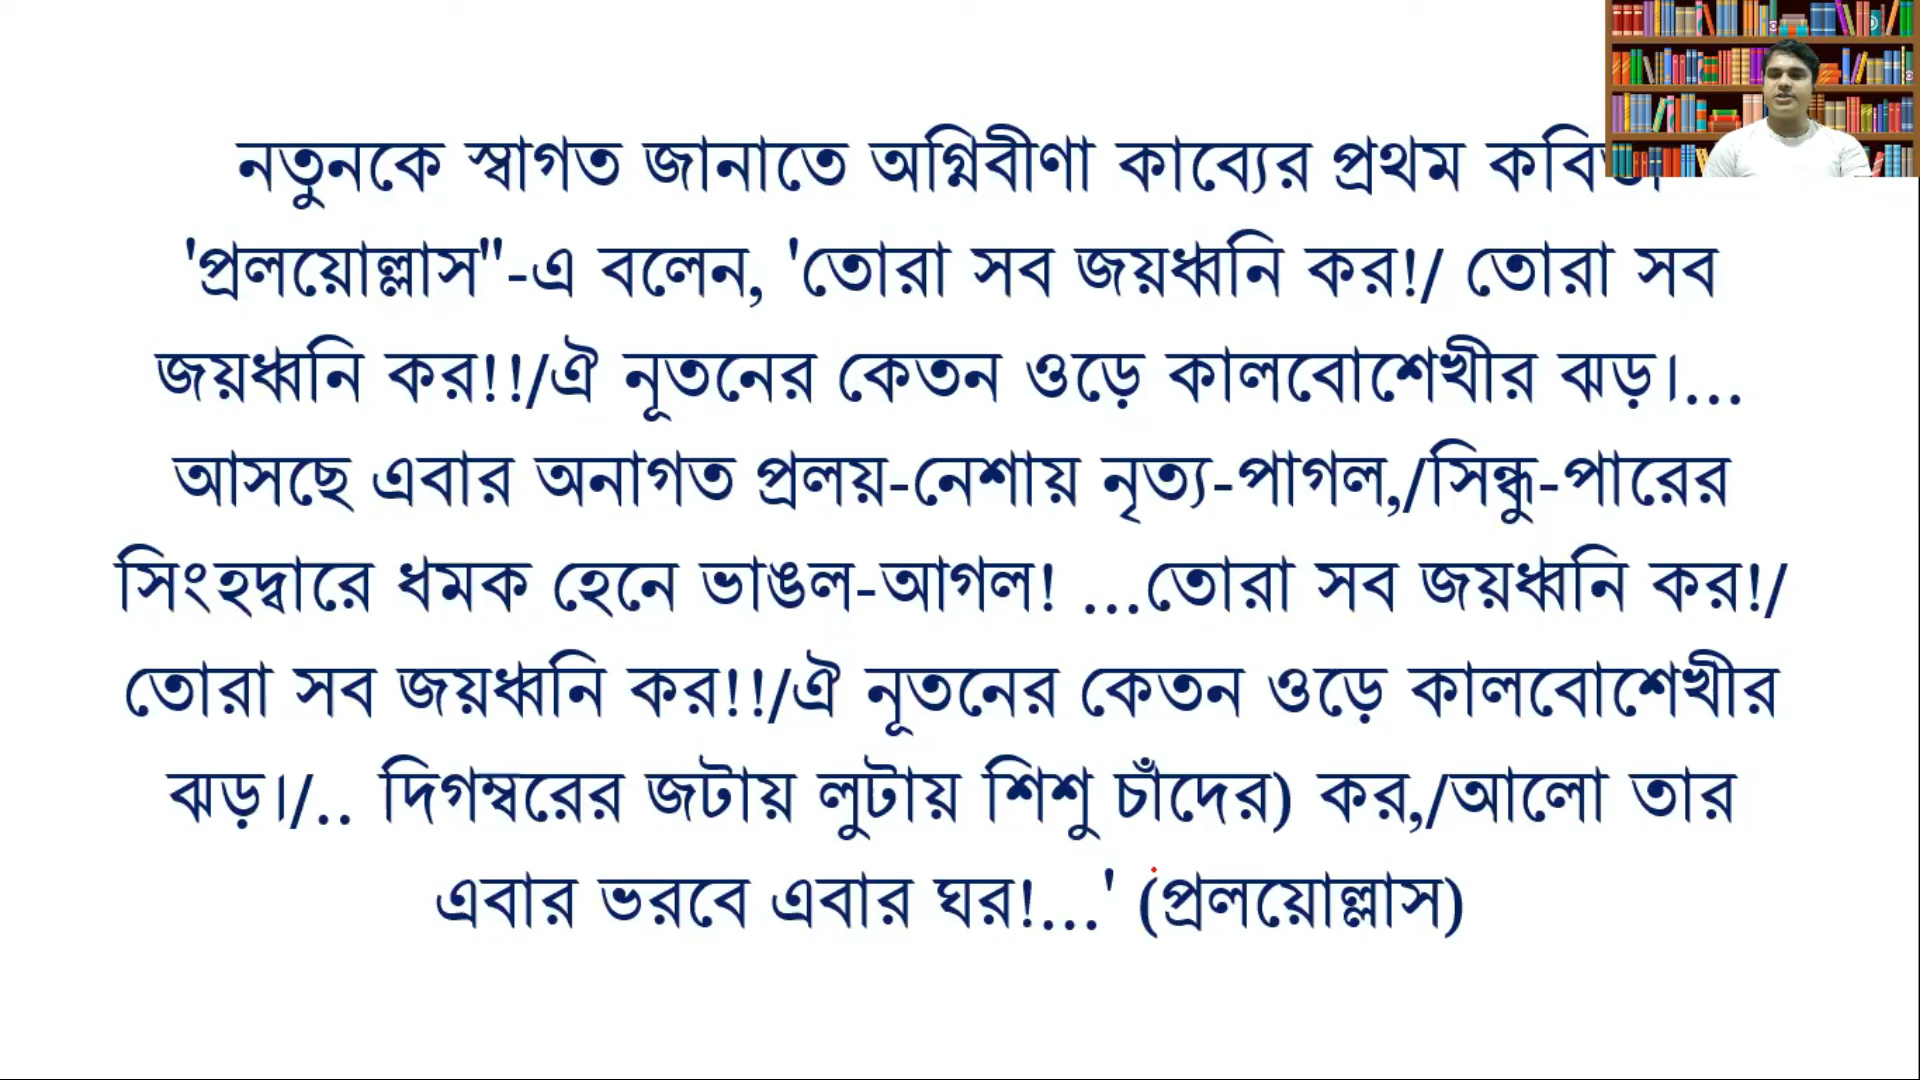 নতুনকে স্বাগত জানাতে অগ্নিবীণা কাব্যের প্রথম
'প্রলয়োল্লাস"-এ বলেন, 'তোরা সব জয়ধ্বনি কর!/ তোরা সব
জয়ধ্বনি কর!!/ঐ নূতনের কেতন ওড়ে কালবোশেখীর ঝড়।...
আসছে এবার অনাগত প্রলয়-নেশায় নৃত্য-পাগল,/সিন্ধু-পারের
সিংহদ্বারে ধমক হেনে ভাঙল-আগল! ...তোরা সব জয়ধ্বনি কর!/
তোরা সব জয়ধ্বনি কর!!/ঐ নূতনের কেতন ওড়ে কালবোশেখীর
ঝড়।/.. দিগম্বরের জটায় লুটায় শিশু চাঁদের) কর,/আলো তার
এবার ভরবে এবার ঘর!...' (প্রলয়োল্লাস)